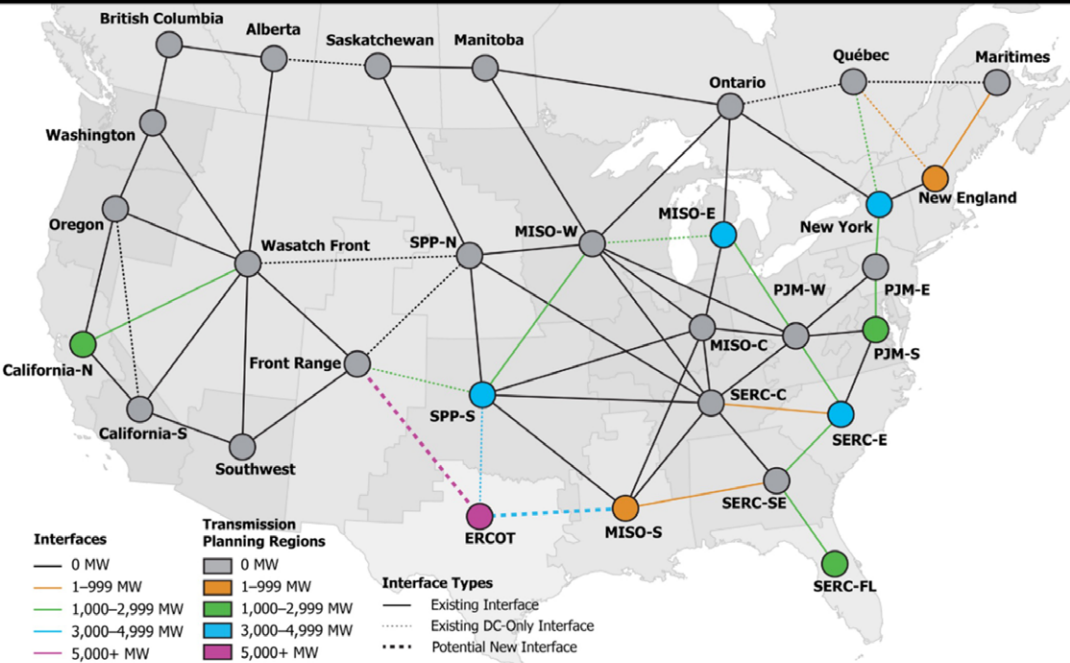 British Columbia
Alberta
Saskatchewan
Manitoba
Ontario
Québec
Maritimes
Washington
New England
Oregon
Wasatch Front
SPP-N
MISO-W
MISO-E
New York
PJM-W
PJM-E
California-N
Front Range
MISO-C
PJM-S
SPP-S
SERC-C
California-S
SERC-E
Southwest
SERC-SE
ERCOT
MISO-S
SERC-FL
Interfaces
0 MW
1–999 MW
1,000–2,999 MW
3,000–4,999 MW
5,000+ MW
Transmission
Planning Regions
0 MW
1–999 MW
1,000–2,999 MW
3,000–4,999 MW
5,000+ MW
Interface Types
Existing Interface
Existing DC-Only Interface
Potential New Interface